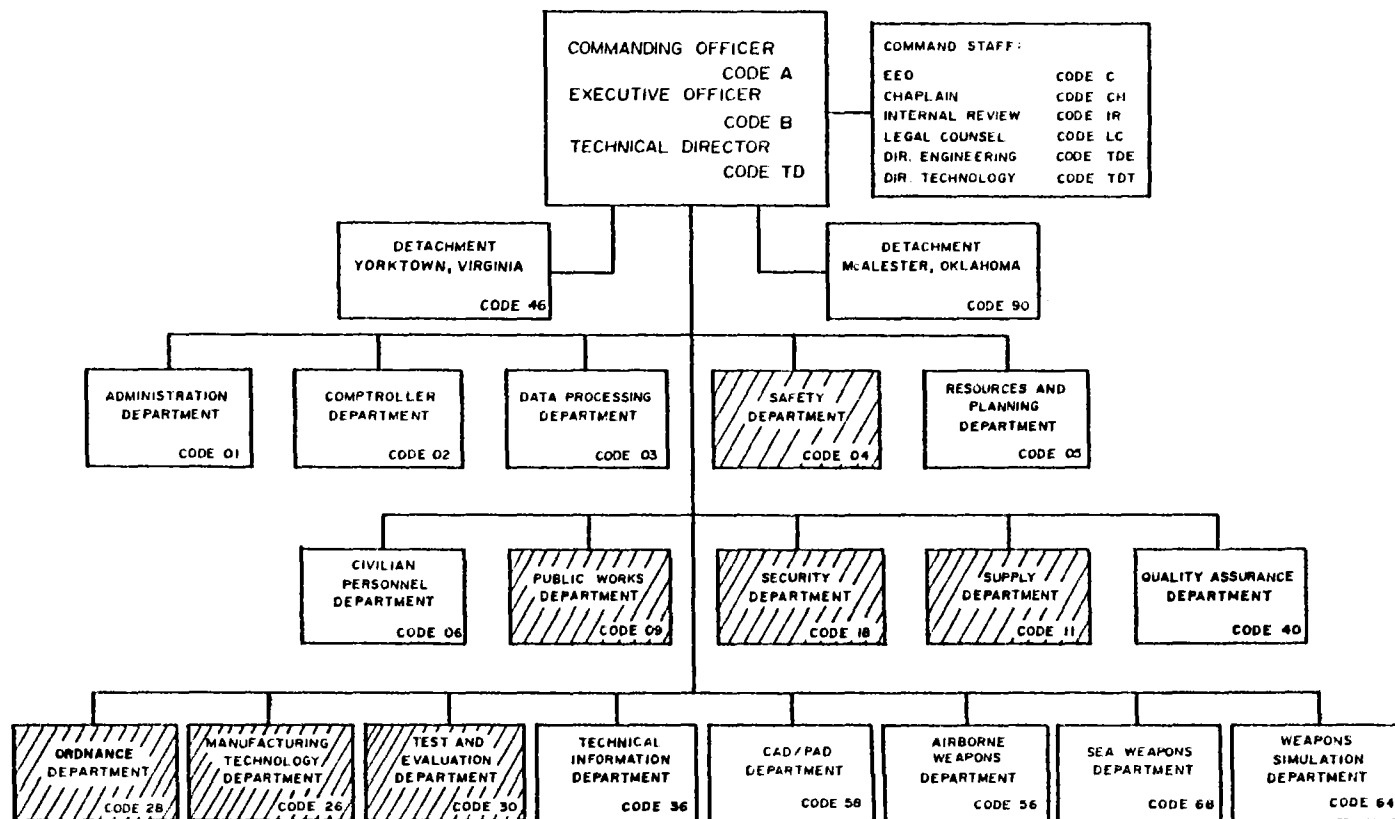 COMMANDING OFFICER
CODE A
EXECUTIVE OFFICER
CODE B
TECHNICAL DIRECTOR
CODE TD
COMMAND STAFF:
EEO CODE C
CHAPLAIN CODE CH
INTERNAL REVIEW CODE IR
LEGAL COUNSEL CODE LC
DIR. ENGINEERING CODE TDE
DIR. TECHNOLOGY CODE TDT
DETACHMENT
YORKTOWN, VIRGINIA
CODE 46
DETACHMENT
McALESTER, OKLAHOMA
CODE 90
ADMINISTRATION
DEPARTMENT
CODE 01
COMPTROLLER
DEPARTMENT
CODE 02
DATA PROCESSING
DEPARTMENT
CODE 03
SAFETY
DEPARTMENT
CODE 04
RESOURCES AND
PLANNING
DEPARTMENT
CODE 05
CIVILIAN
PERSONNEL
DEPARTMENT
CODE 06
PUBLIC WORKS
DEPARTMENT
CODE 09
SECURITY
DEPARTMENT
CODE 18
SUPPLY
DEPARTMENT
CODE 11
QUALITY ASSURANCE
DEPARTMENT
CODE 40
ORDNANCE
DEPARTMENT
CODE 28
MANUFACTURING
TECHNOLOGY
DEPARTMENT
CODE 26
TEST AND
EVALUATION
DEPARTMENT
CODE 30
TECHNICAL
INFORMATION
DEPARTMENT
CODE 36
CAD/PAD
DEPARTMENT
CODE 58
AIRBORNE
WEAPONS
DEPARTMENT
CODE 56
SEA WEAPONS
DEPARTMENT
CODE 68
WEAPONS
SIMULATION
DEPARTMENT
CODE 64